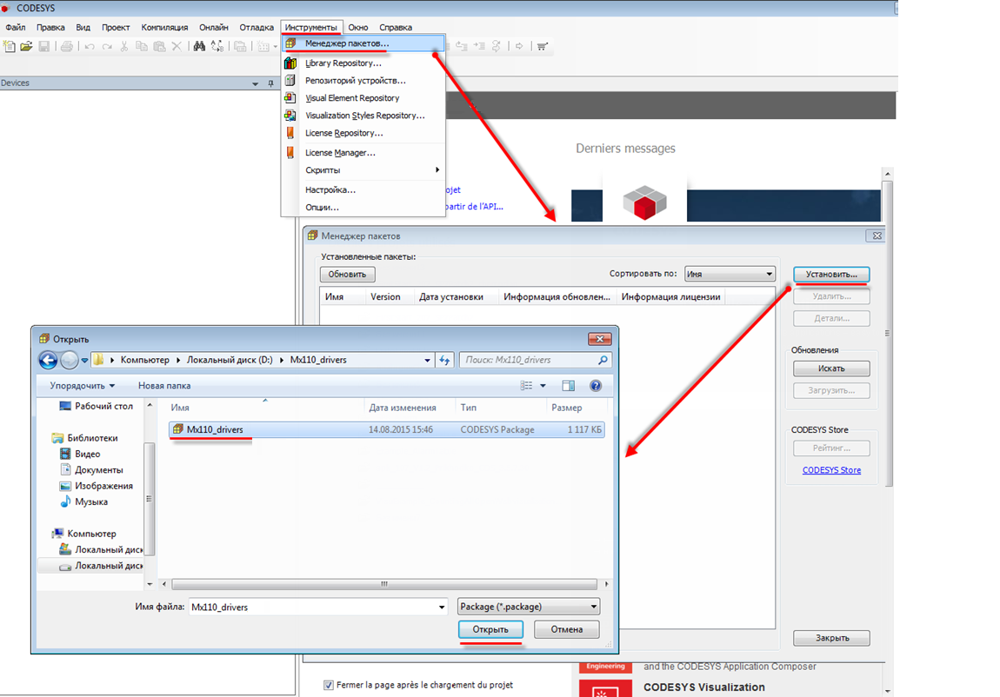 CODESYS
Файл Правка Вид Проект Компиляция Онлайн Отладка Инструменты Окно Справка
Менеджер пакетов...
Library Repository...
Репозиторий устройств...
Visual Element Repository
Visualization Styles Repository...
License Repository...
License Manager...
Скрипты
Настройка...
Опции...
Devices
Derniers messages
ojet
partir de l'API...
Менеджер пакетов
Установленные пакеты:
Обновить
Сортировать по:
Имя
Имя Version Дата установки Информация обновлен... Информация лицензии
Установить...
Удалить...
Детали...
Обновления
Искать
Загрузить...
CODESYS Store
Рейтинг...
CODESYS Store
Закрыть
Открыть
Компьютер Локальный диск (D:) Mx110_drivers
Поиск: Mx110_drivers
Упорядочить Новая папка
Рабочий стол
Библиотеки
Видео
Документы
Изображения
Музыка
Компьютер
Локальный диск
Локальный диск
Имя Дата изменения Тип Размер
Mx110_drivers 14.08.2015 15:46 CODESYS Package 1 117 КБ
Имя файла: Mx110_drivers
Package (*.package)
Открыть Отмена
Fermer la page après le chargement du projet
Engineering
and the CODESYS Application Composer
CODESYS Visualization